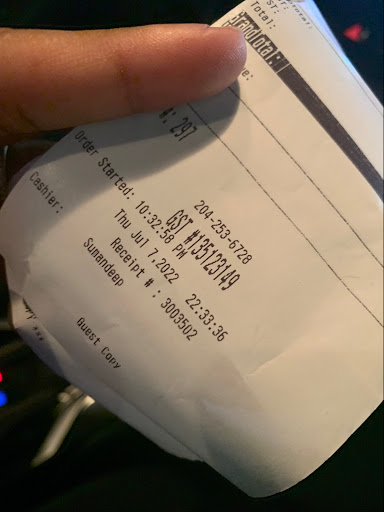 Total:
GrandTotal:
#: 297
204-253-6728
GST #135123149
Order Started: 10:32:58 PM
Thu Jul 7,2022 22:33:36
Receipt # : 3003502
Cashier: Sumandeep
Guest Copy